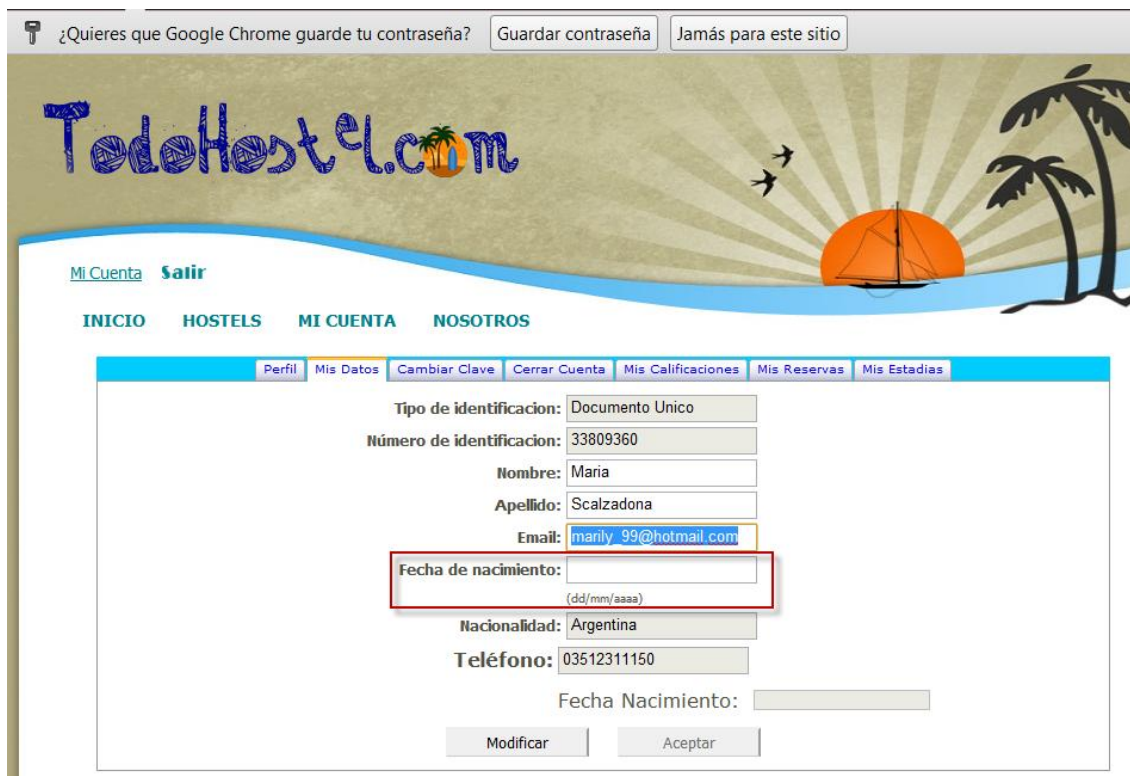 ¿Quieres que Google Chrome guarde tu contraseña? Guardar contraseña Jamás para este sitio
TodoHostel.com
Mi Cuenta Salir
INICIO HOSTELS MI CUENTA NOSOTROS
Perfil Mis Datos Cambiar Clave Cerrar Cuenta Mis Calificaciones Mis Reservas Mis Estadias
Tipo de identificacion: Documento Unico
Número de identificacion: 33809360
Nombre: Maria
Apellido: Scalzadona
Email: marily_99@hotmail.com
Fecha de nacimiento:
(dd/mm/aaaa)
Nacionalidad: Argentina
Teléfono: 03512311150
Fecha Nacimiento:
Modificar Aceptar